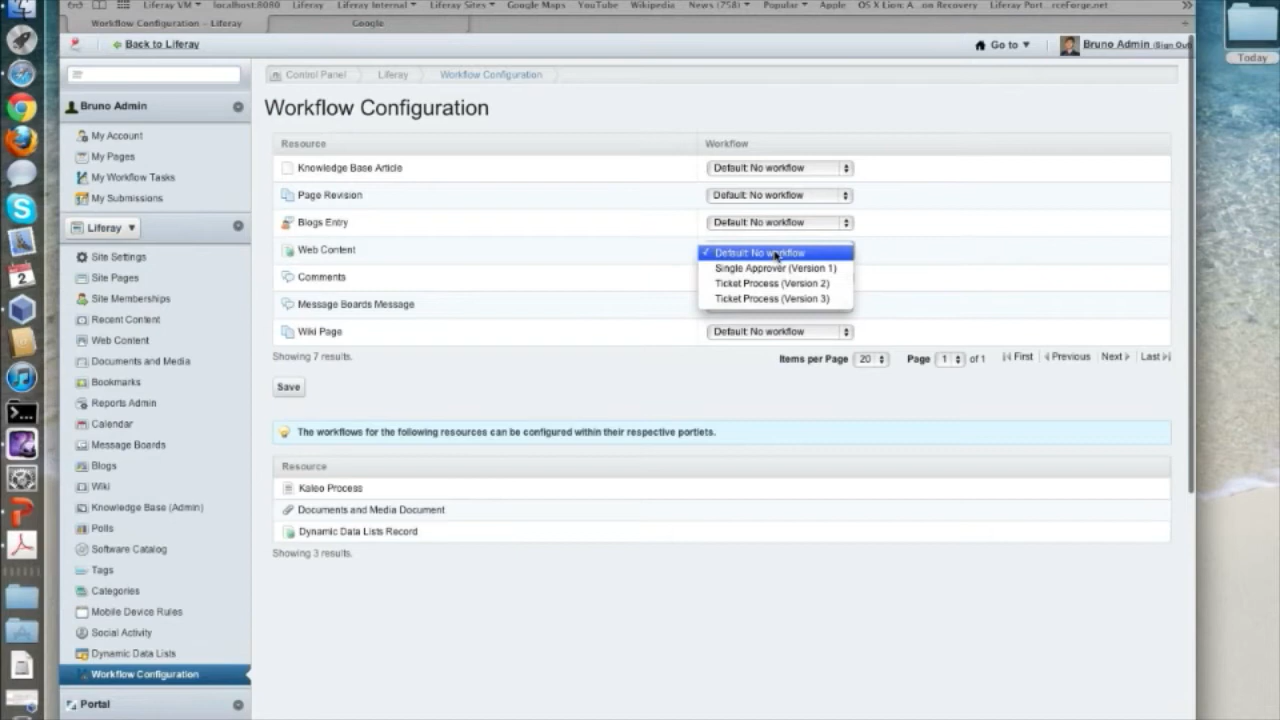 Liferay VM localhost:8080 Liferay Liferay Internal Liferay Sites Google Maps YouTube Wikipedia News (758) Popular Apple OS X Lion: A...on Recovery Liferay Port...rceForge.net
Workflow Configuration - Liferay Google
Back to Liferay Go to Bruno Admin (Sign Out)
Today
Control Panel Liferay Workflow Configuration
Bruno Admin
My Account
My Pages
My Workflow Tasks
My Submissions
Liferay
Site Settings
Site Pages
Site Memberships
Recent Content
Web Content
Documents and Media
Bookmarks
Reports Admin
Calendar
Message Boards
Blogs
Wiki
Knowledge Base (Admin)
Polls
Software Catalog
Tags
Categories
Mobile Device Rules
Social Activity
Dynamic Data Lists
Workflow Configuration
Portal
Workflow Configuration
Resource Workflow
Knowledge Base Article Default: No workflow
Page Revision Default: No workflow
Blogs Entry Default: No workflow
Web Content Default: No workflow
Single Approver (Version 1)
Comments Ticket Process (Version 2)
Message Boards Message Ticket Process (Version 3)
Wiki Page Default: No workflow
Showing 7 results. Items per Page 20 Page 1 of 1 First Previous Next Last
Save
The workflows for the following resources can be configured within their respective portlets.
Resource
Kaleo Process
Documents and Media Document
Dynamic Data Lists Record
Showing 3 results.
2